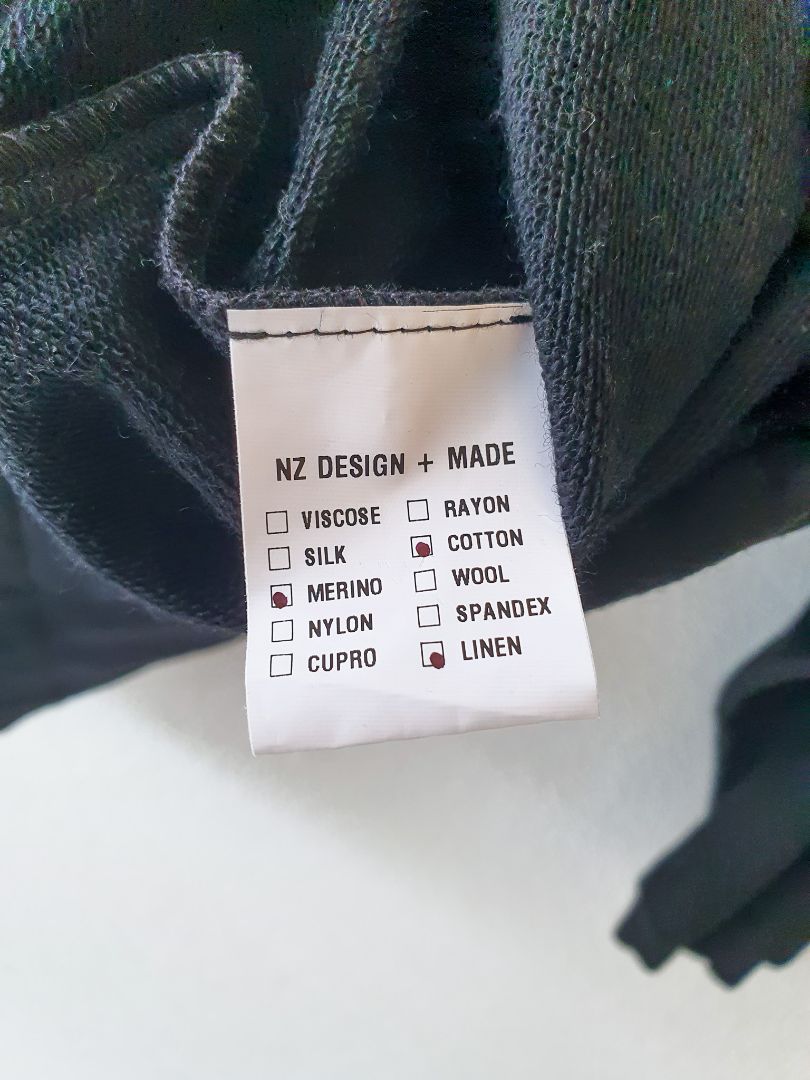 NZ DESIGN + MADE
VISCOSE
SILK
MERINO
NYLON
CUPRO
RAYON
COTTON
WOOL
SPANDEX
LINEN